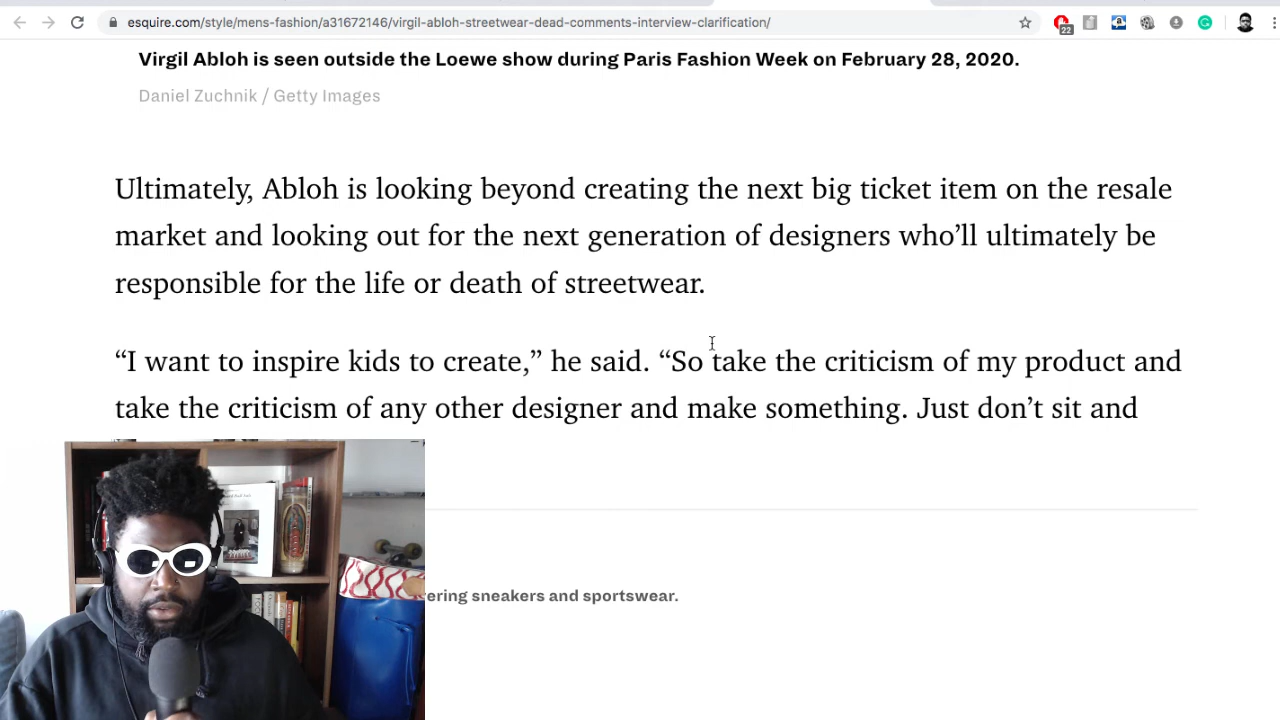 esquire.com/style/mens-fashion/a31672146/virgil-abloh-streetwear-dead-comments-interview-clarification/
22
Virgil Abloh is seen outside the Loewe show during Paris Fashion Week on February 28, 2020.
Daniel Zuchnik / Getty Images
Ultimately, Abloh is looking beyond creating the next big ticket item on the resale
market and looking out for the next generation of designers who’ll ultimately be
responsible for the life or death of streetwear.
“I want to inspire kids to create,” he said. “So take the criticism of my product and
take the criticism of any other designer and make something. Just don’t sit and
ering sneakers and sportswear.